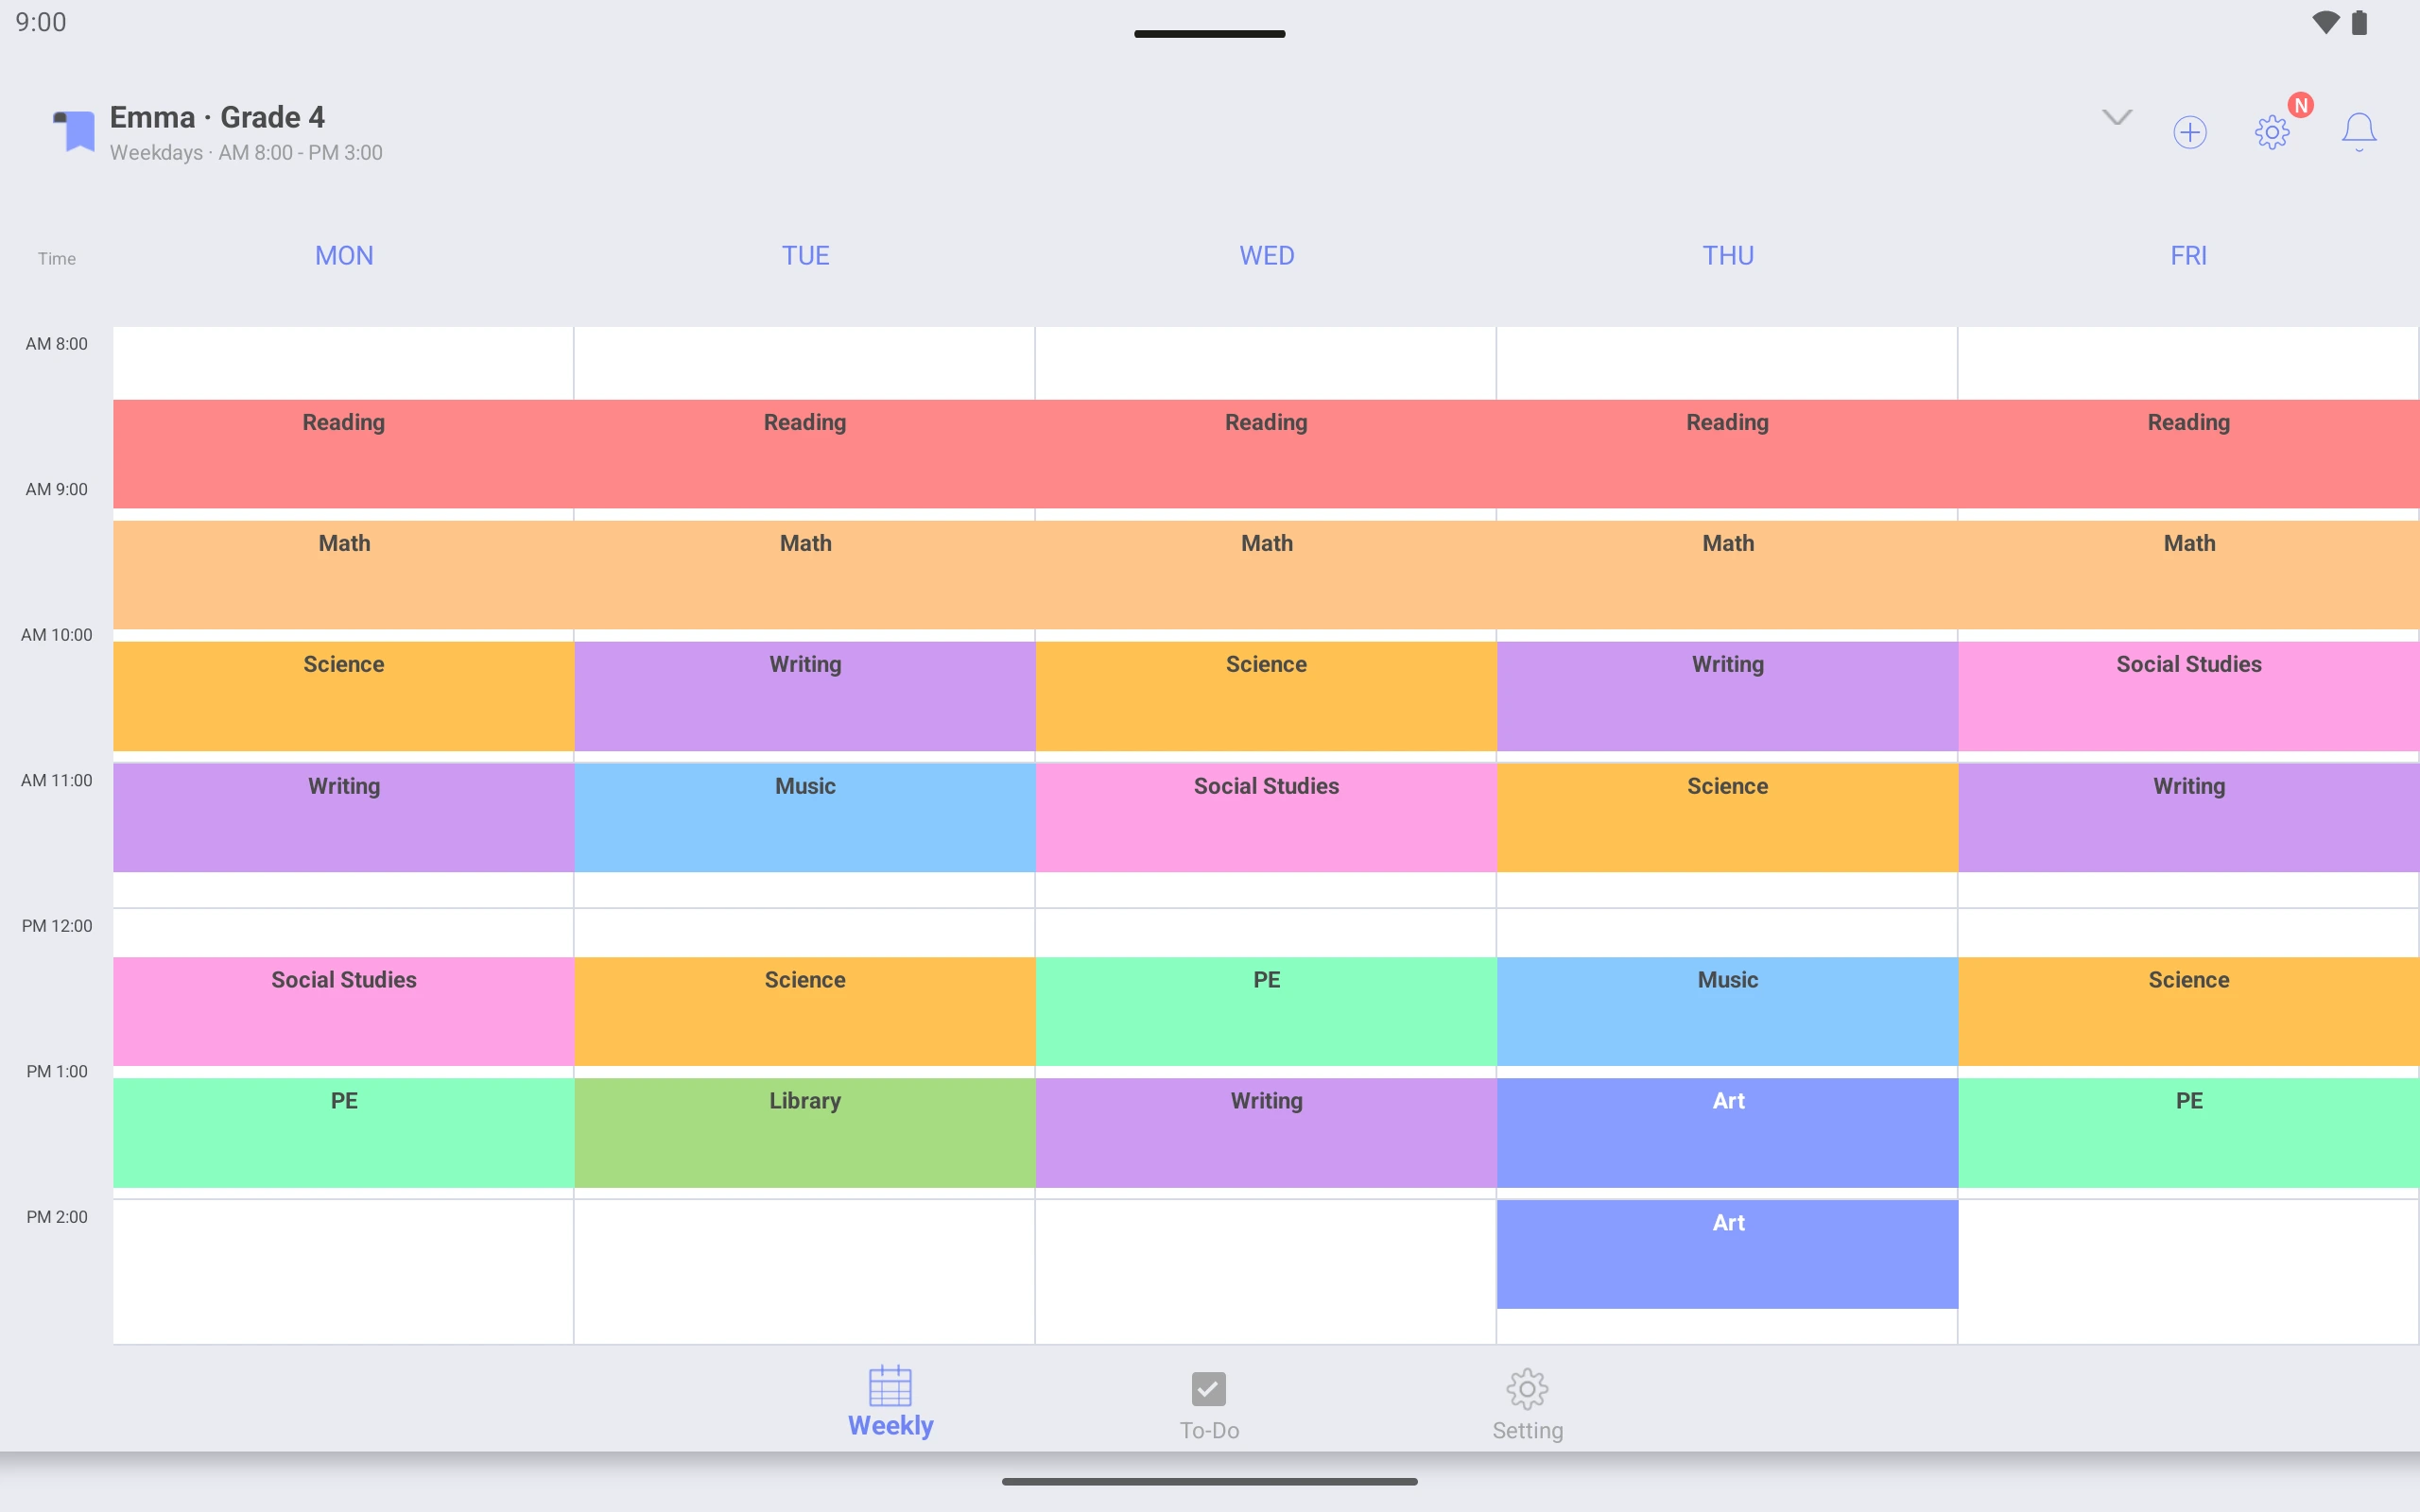 9:00
Emma · Grade 4
N
Weekdays · AM 8:00 - PM 3:00
Time MON TUE WED THU FRI
AM 8:00
Reading Reading Reading Reading Reading
AM 9:00
Math Math Math Math Math
AM 10:00
Science Writing Science Writing Social Studies
AM 11:00
Writing Music Social Studies Science Writing
PM 12:00
Social Studies Science PE Music Science
PM 1:00
PE Library Writing Art PE
PM 2:00
Art
Weekly To-Do Setting